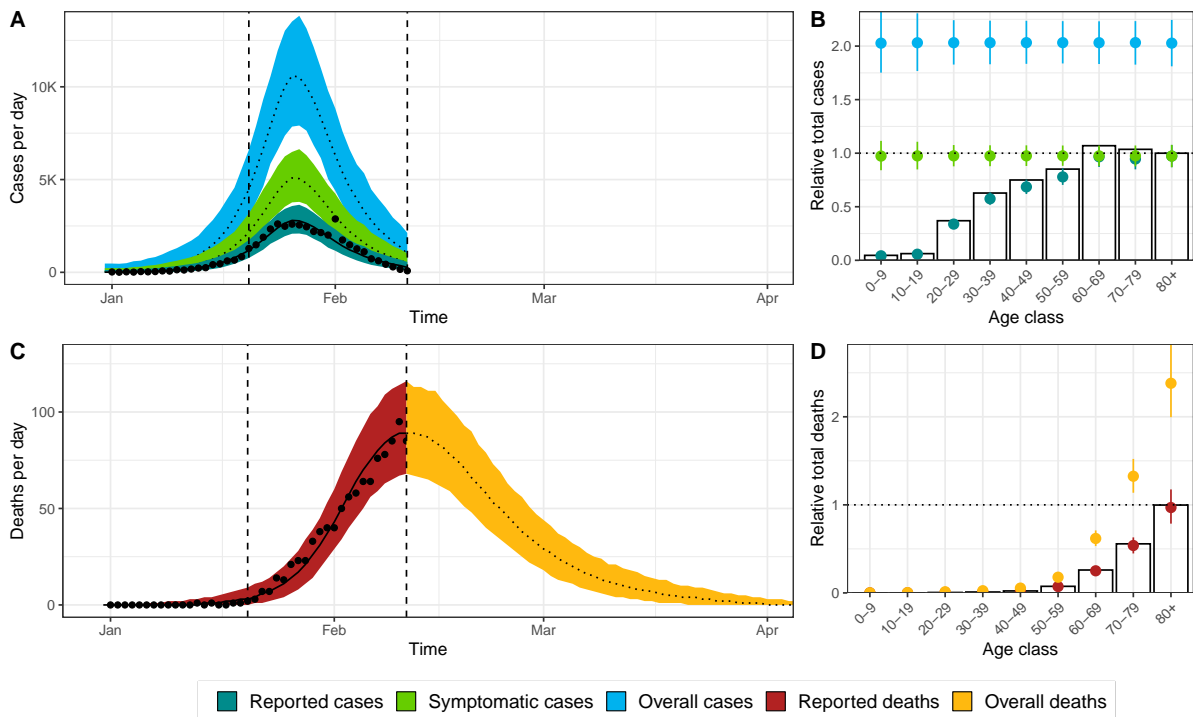 A
Cases per day
10K
5K
0
Jan
Feb
Mar
Apr
Time
B
Relative total cases
2.0
1.5
1.0
0.5
0.0
0–9
10–19
20–29
30–39
40–49
50–59
60–69
70–79
80+
Age class
C
Deaths per day
100
50
0
Jan
Feb
Mar
Apr
Time
D
Relative total deaths
2
1
0
0–9
10–19
20–29
30–39
40–49
50–59
60–69
70–79
80+
Age class
Reported cases
Symptomatic cases
Overall cases
Reported deaths
Overall deaths